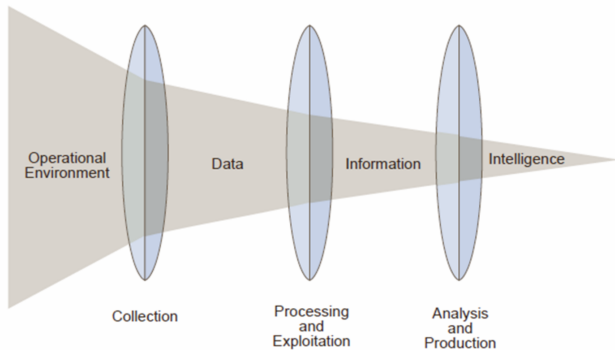 Operational
Environment
Data
Information
Intelligence
Collection
Processing
and
Exploitation
Analysis
and
Production